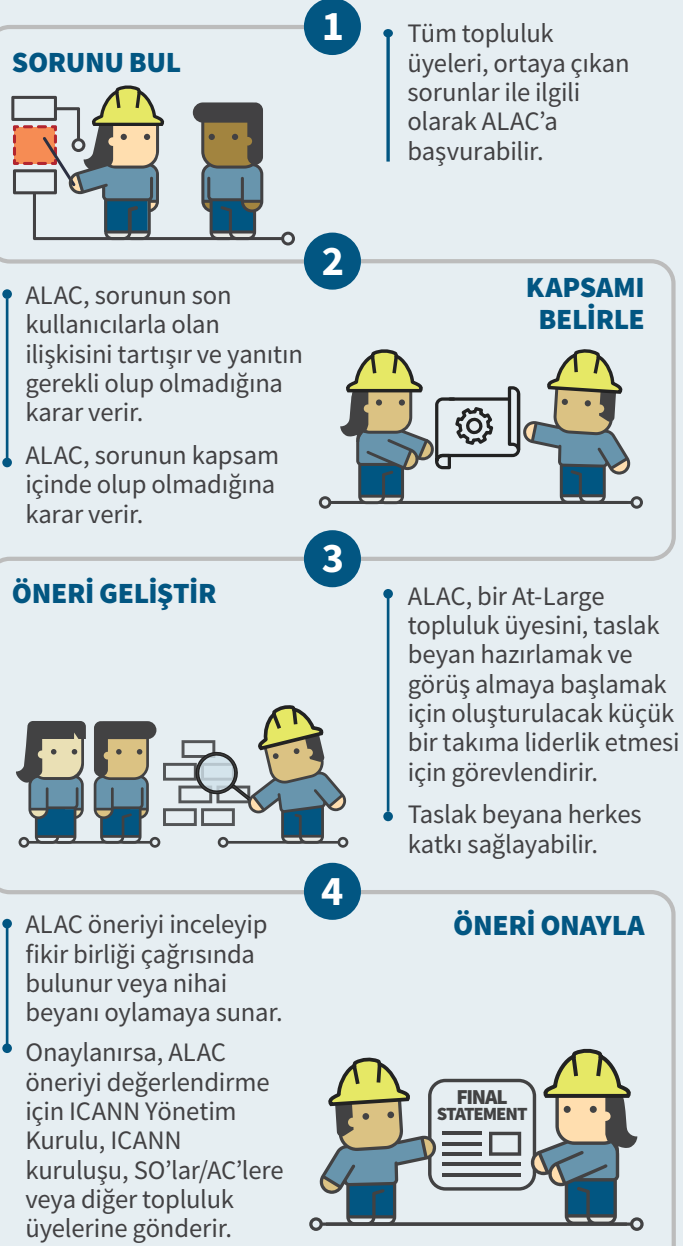 1
SORUNU BUL
Tüm topluluk
üyeleri, ortaya çıkan
sorunlar ile ilgili
olarak ALAC’a
başvurabilir.
2
KAPSAMI
BELİRLE
ALAC, sorunun son
kullanıcılarla olan
ilişkisini tartışır ve yanıtın
gerekli olup olmadığına
karar verir.
ALAC, sorunun kapsam
içinde olup olmadığına
karar verir.
3
ÖNERİ GELİŞTİR
ALAC, bir At-Large
topluluk üyesini, taslak
beyan hazırlamak ve
görüş almaya başlamak
için oluşturulacak küçük
bir takıma liderlik etmesi
için görevlendirir.
Taslak beyana herkes
katkı sağlayabilir.
4
ÖNERİ ONAYLA
ALAC öneriyi inceleyip
fikir birliği çağrısında
bulunur veya nihai
beyanı oylamaya sunar.
Onaylanırsa, ALAC
öneriyi değerlendirme
için ICANN Yönetim
Kurulu, ICANN
kuruluşu, SO’lar/AC’lere
veya diğer topluluk
üyelerine gönderir.
FINAL
STATEMENT